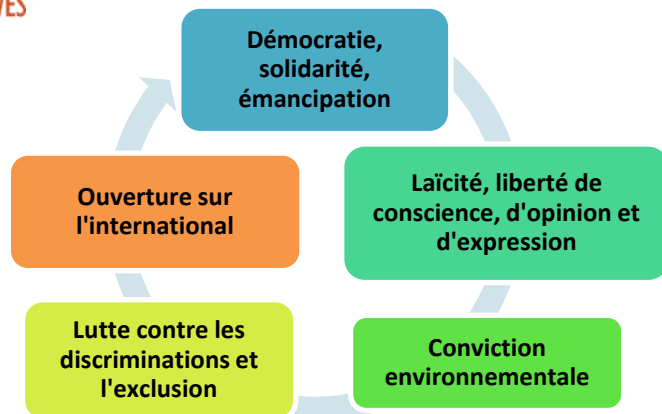 VES
Démocratie,
solidarité,
émancipation
Laïcité, liberté de
conscience, d'opinion et
d'expression
Conviction
environnementale
Lutte contre les
discriminations et
l'exclusion
Ouverture sur
l'international